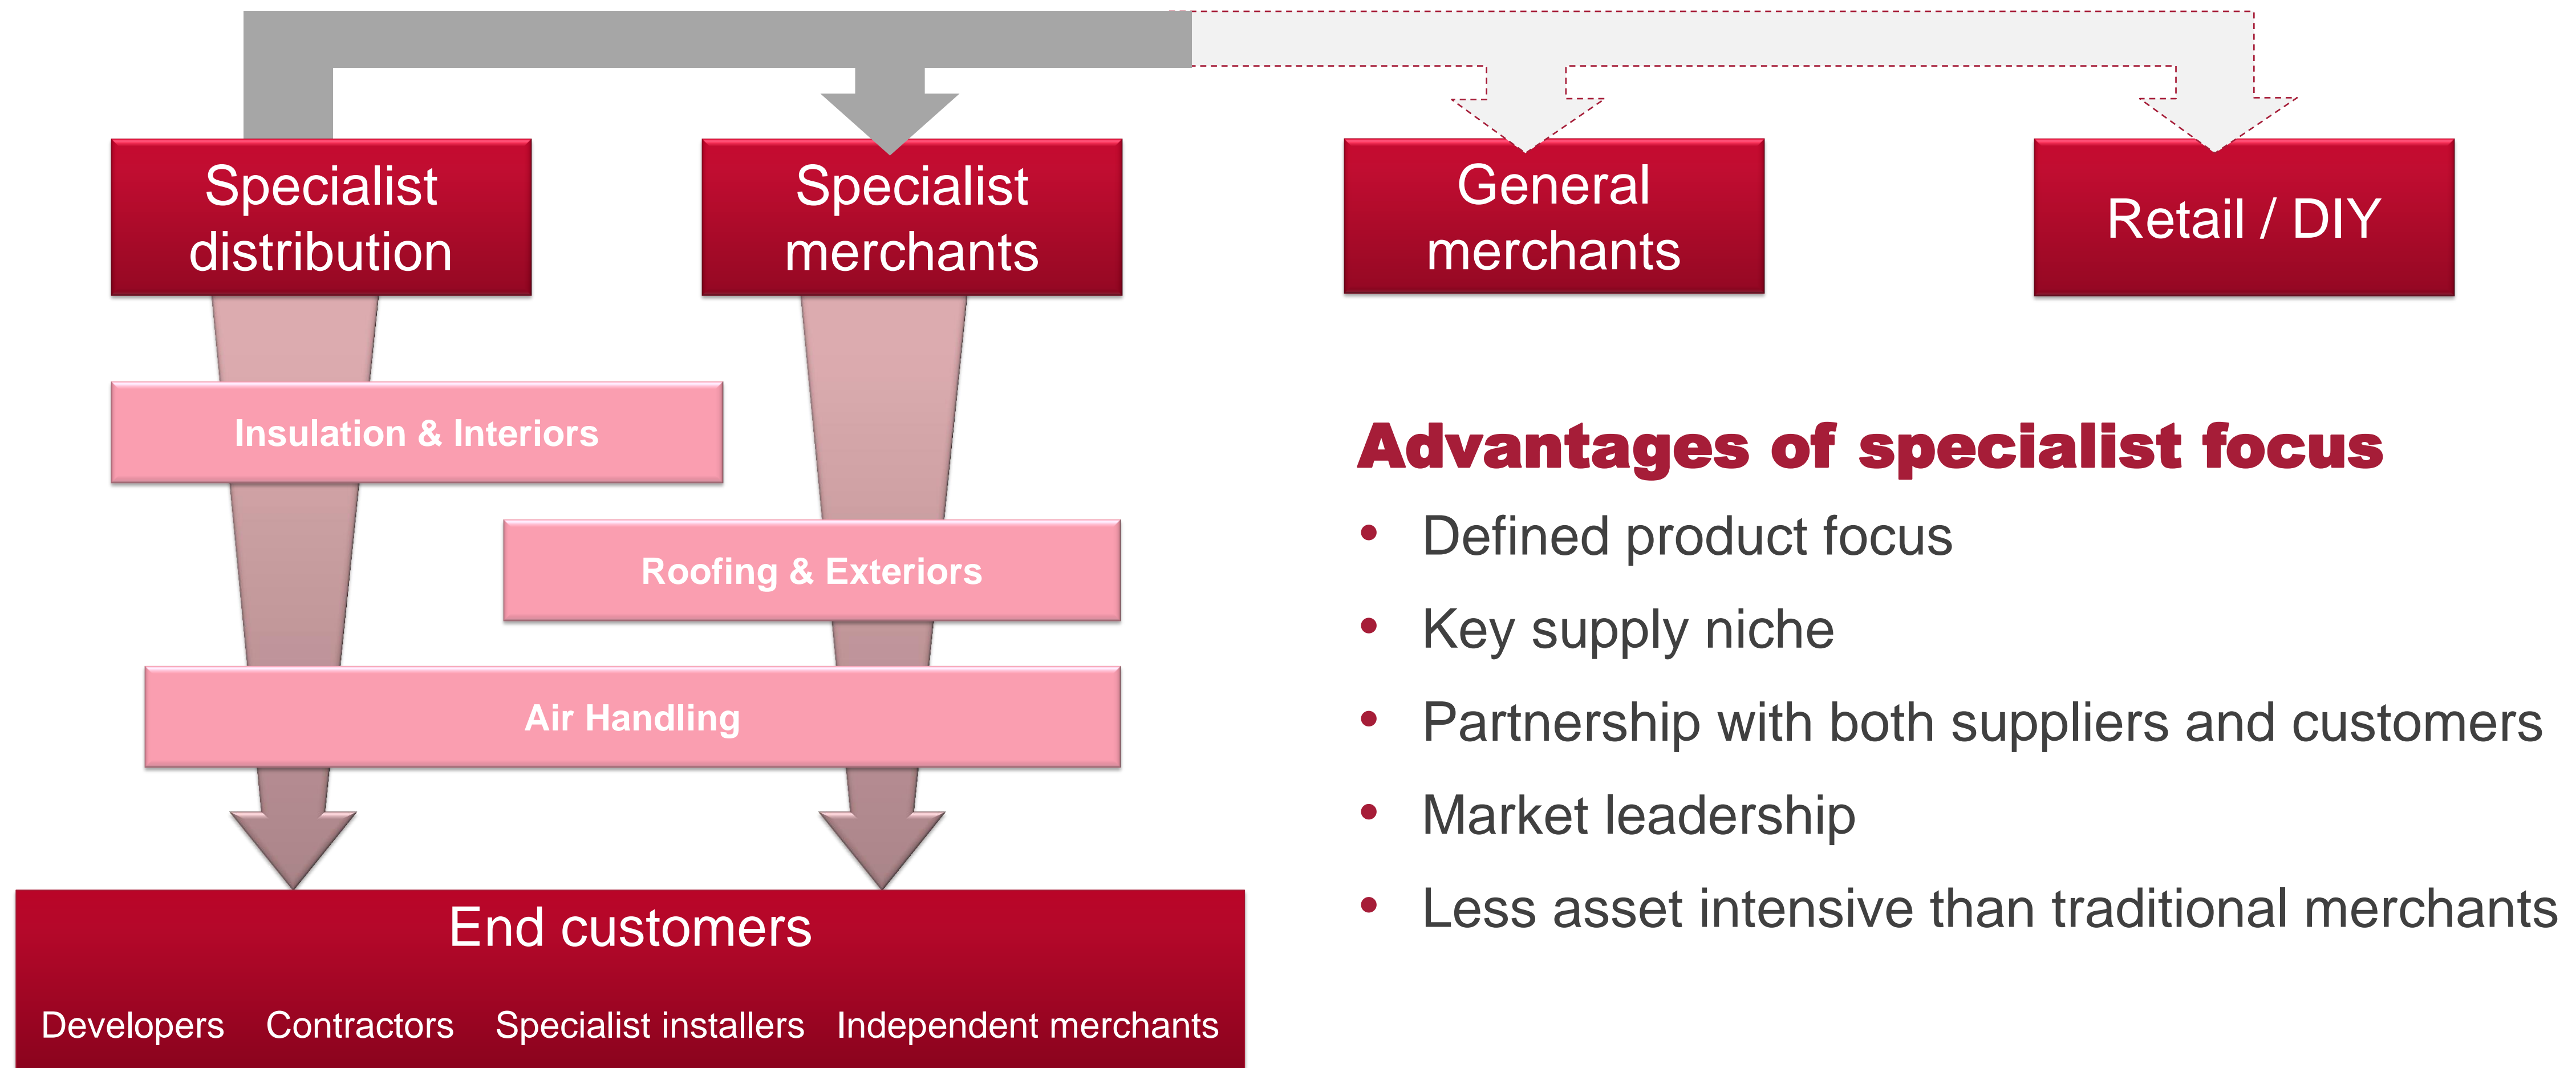 Specialist
distribution
Specialist
merchants
General
merchants
Retail / DIY
Insulation & Interiors
Roofing & Exteriors
Air Handling
End customers
Developers Contractors Specialist installers Independent merchants
Advantages of specialist focus
• Defined product focus
• Key supply niche
• Partnership with both suppliers and customers
• Market leadership
• Less asset intensive than traditional merchants